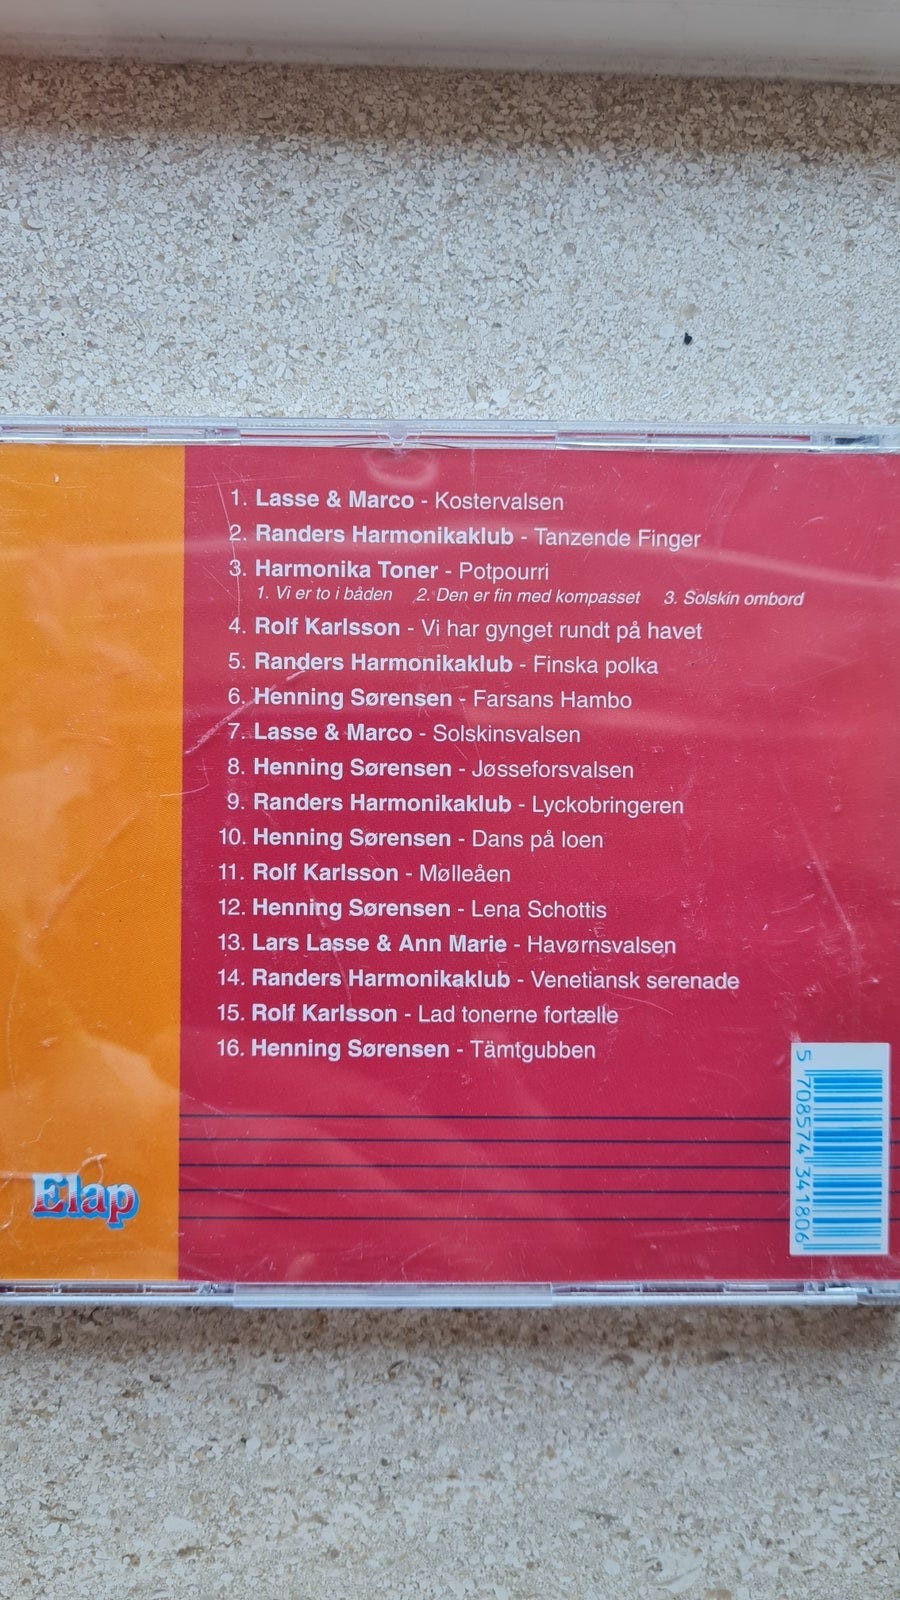 1. Lasse & Marco - Kostervalsen
2. Randers Harmonikaklub - Tanzende Finger
3. Harmonika Toner - Potpourri
1. Vi er to i båden 2. Den er fin med kompasset 3. Solskin ombord
4. Rolf Karlsson - Vi har gynget rundt på havet
5. Randers Harmonikaklub - Finska polka
6. Henning Sørensen - Farsans Hambo
7. Lasse & Marco - Solskinsvalsen
8. Henning Sørensen - Jøsseforsvalsen
9. Randers Harmonikaklub - Lyckobringeren
10. Henning Sørensen - Dans på loen
11. Rolf Karlsson - Mølleåen
12. Henning Sørensen - Lena Schottis
13. Lars Lasse & Ann Marie - Havørnsvalsen
14. Randers Harmonikaklub - Venetiansk serenade
15. Rolf Karlsson - Lad tonerne fortælle
16. Henning Sørensen - Tämtgubben
Elap
5 708574 341806